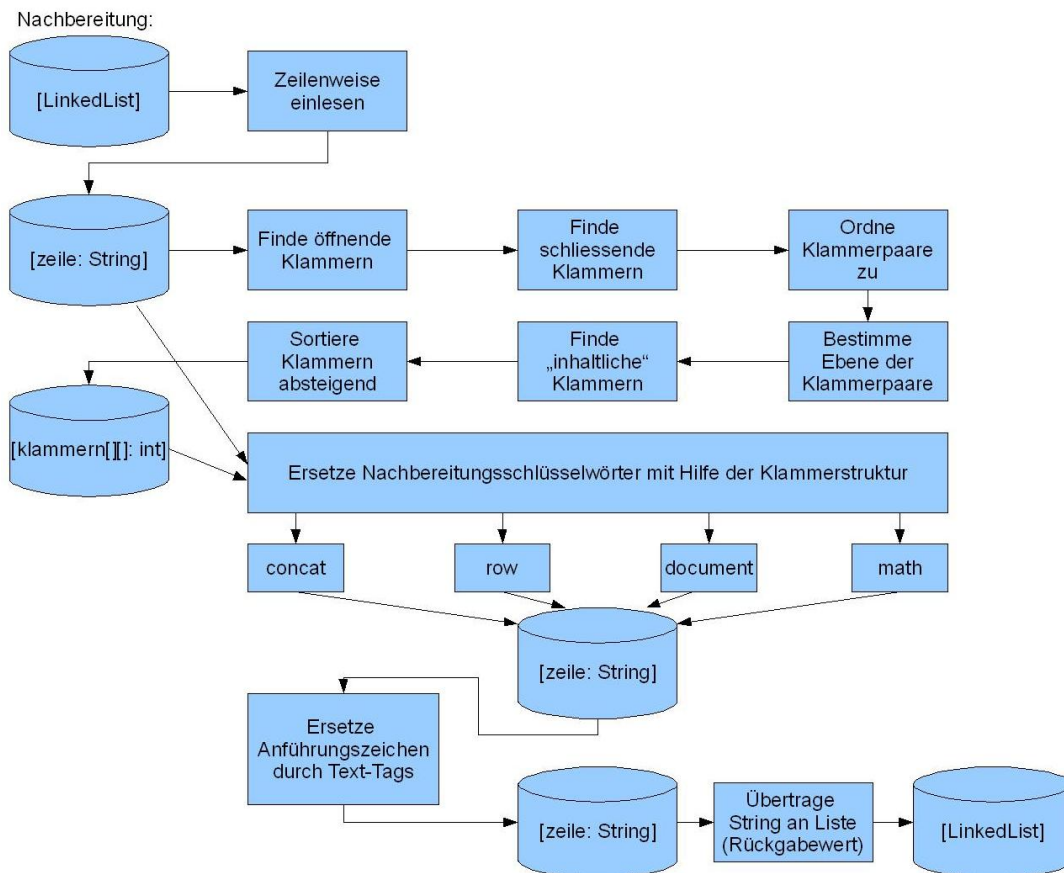 Nachbereitung:
[LinkedList]
Zeilenweise
einlesen
[zeile: String]
Finde öffnende
Klammern
Finde
schliessende
Klammern
Ordne
Klammerpaare
zu
Sortiere
Klammern
absteigend
Finde
„inhaltliche“
Klammern
Bestimme
Ebene der
Klammerpaare
[klammern[][]: int]
Ersetze Nachbereitungsschlüsselwörter mit Hilfe der Klammerstruktur
concat
row
document
math
[zeile: String]
Ersetze
Anführungszeichen
durch Text-Tags
[zeile: String]
Übertrage
String an Liste
(Rückgabewert)
[LinkedList]